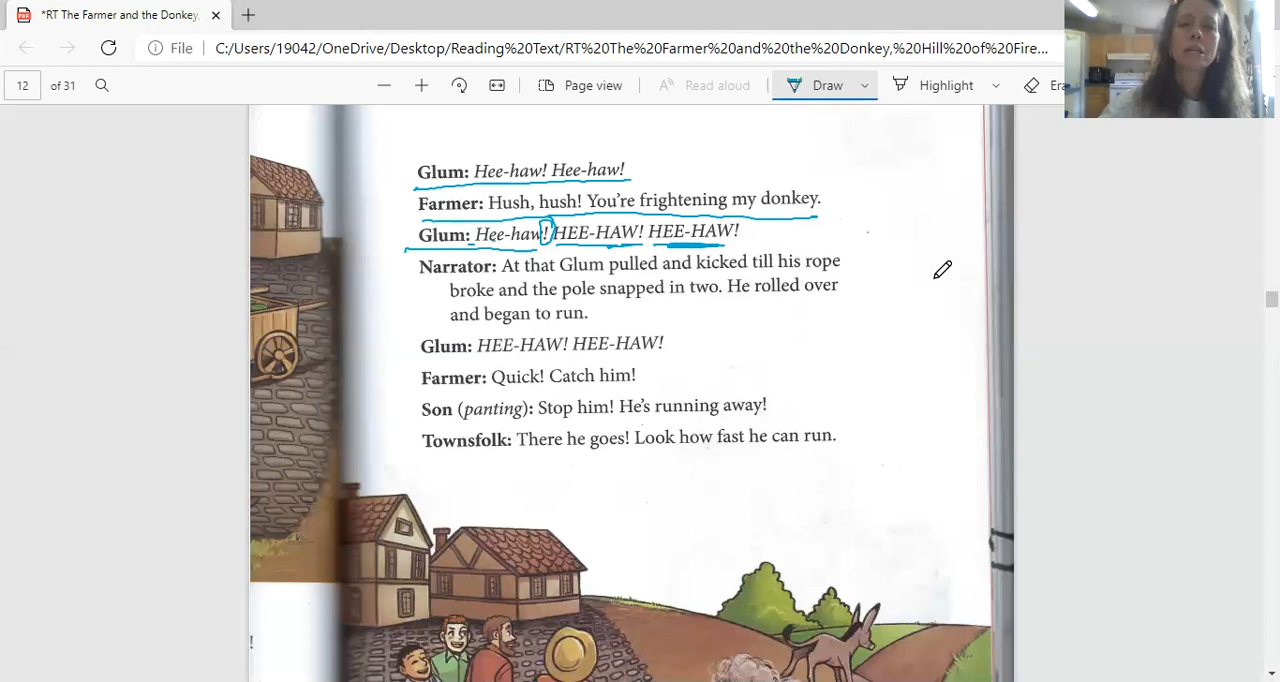 *RT The Farmer and the Donkey,
File C:/Users/19042/OneDrive/Desktop/Reading%20Text/RT%20The%20Farmer%20and%20the%20Donkey,%20Hill%20of%20Fire...
12 of 31 Page view Read aloud Draw Highlight Era
Glum: Hee-haw! Hee-haw!
Farmer: Hush, hush! You're frightening my donkey.
Glum: Hee-haw! HEE-HAW! HEE-HAW!
Narrator: At that Glum pulled and kicked till his rope
broke and the pole snapped in two. He rolled over
and began to run.
Glum: HEE-HAW! HEE-HAW!
Farmer: Quick! Catch him!
Son (panting): Stop him! He's running away!
Townsfolk: There he goes! Look how fast he can run.